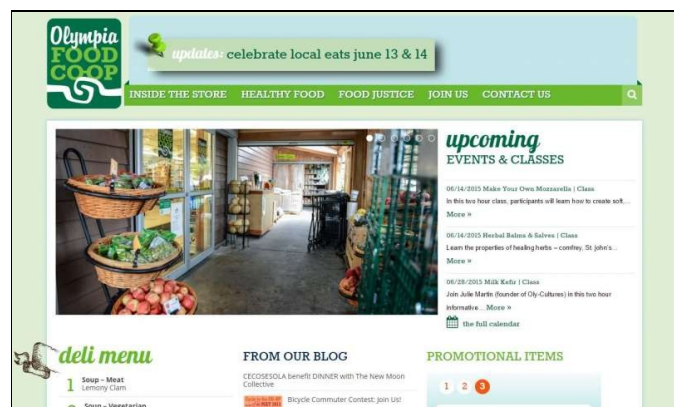 Olympia
FOOD
COOP
updates: celebrate local eats june 13 & 14
INSIDE THE STORE HEALTHY FOOD FOOD JUSTICE JOIN US CONTACT US
upcoming
EVENTS & CLASSES
06/14/2015 Make Your Own Mozzarella | Class
In this two hour class, participants will learn how to create soft,...
More »
06/14/2015 Herbal Balms & Salves | Class
Learn the properties of healing herbs – comfrey, St. john's...
More »
06/28/2015 Milk Kefir | Class
Join Julie Martin (founder of Oly-Cultures) in this two hour
informative... More »
the full calendar
deli menu
1 Soup – Meat
Lemony Clam
Soup – Vegetarian
FROM OUR BLOG
CECOSESOLA benefit DINNER with The New Moon
Collective
Bicycle Commuter Contest: Join Us!
PROMOTIONAL ITEMS
1 2 3